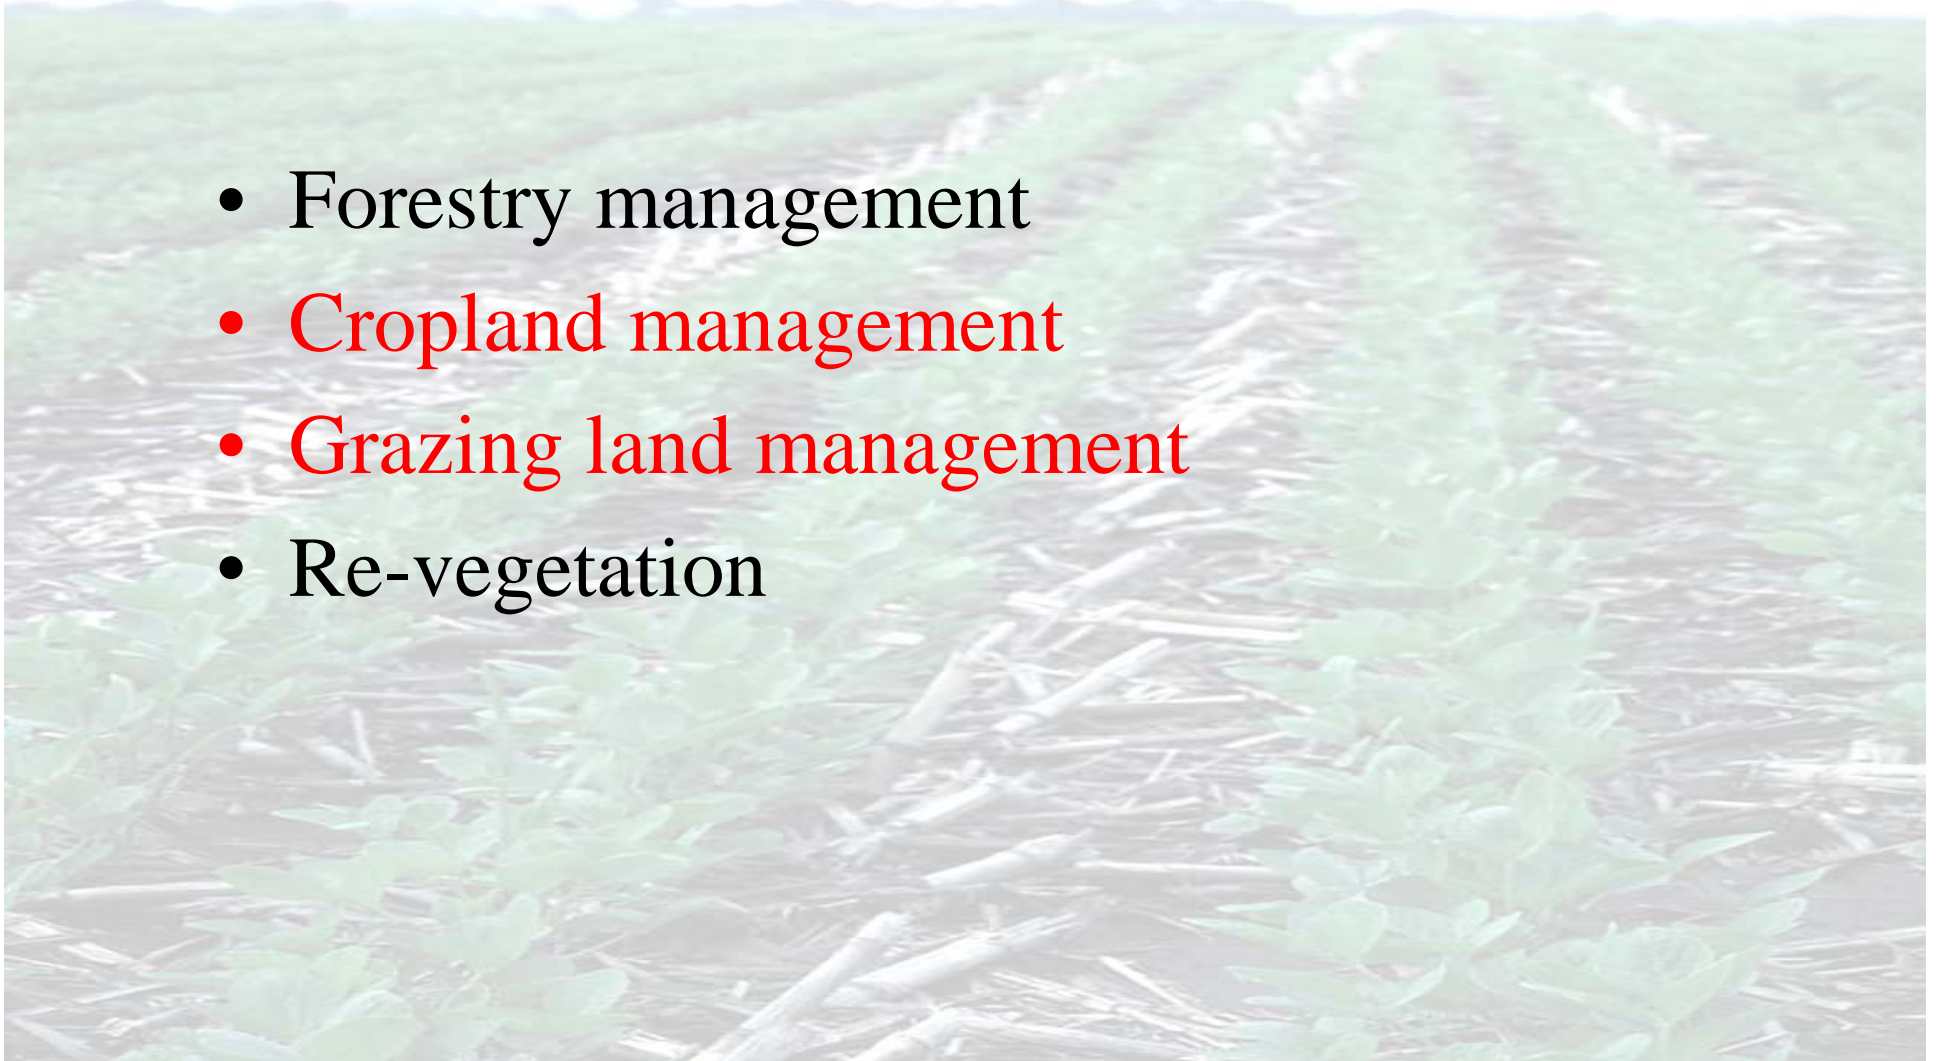 • Forestry management
• Cropland management
• Grazing land management
• Re-vegetation